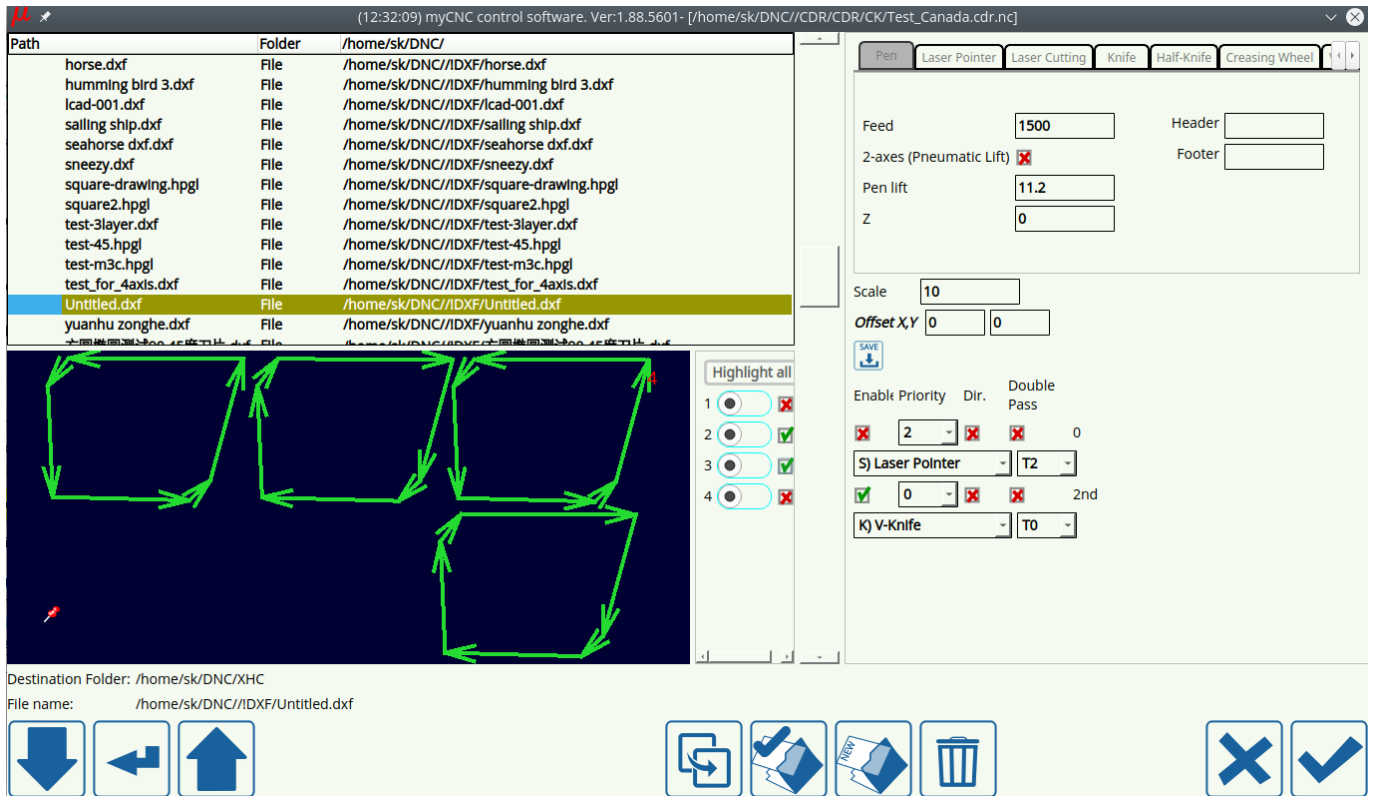 μ (12:32:09) myCNC control software. Ver:1.88.5601- [/home/sk/DNC//CDR/CDR/CK/Test_Canada.cdr.nc]
Path Folder /home/sk/DNC/
horse.dxf File /home/sk/DNC//!DXF/horse.dxf
humming bird 3.dxf File /home/sk/DNC//!DXF/humming bird 3.dxf
lcad-001.dxf File /home/sk/DNC//!DXF/lcad-001.dxf
sailing ship.dxf File /home/sk/DNC//!DXF/sailing ship.dxf
seahorse dxf.dxf File /home/sk/DNC//!DXF/seahorse dxf.dxf
sneezy.dxf File /home/sk/DNC//!DXF/sneezy.dxf
square-drawing.hpgl File /home/sk/DNC//!DXF/square-drawing.hpgl
square2.hpgl File /home/sk/DNC//!DXF/square2.hpgl
test-3layer.dxf File /home/sk/DNC//!DXF/test-3layer.dxf
test-45.hpgl File /home/sk/DNC//!DXF/test-45.hpgl
test-m3c.hpgl File /home/sk/DNC//!DXF/test-m3c.hpgl
test_for_4axis.dxf File /home/sk/DNC//!DXF/test_for_4axis.dxf
Untitled.dxf File /home/sk/DNC//!DXF/Untitled.dxf
yuanhu zonghe.dxf File /home/sk/DNC//!DXF/yuanhu zonghe.dxf
4
Highlight all
1
2
3
4
Pen Laser Pointer Laser Cutting Knife Half-Knife Creasing Wheel
Feed 1500 Header
2-axes (Pneumatic Lift) Footer
Pen lift 11.2
Z 0
Scale 10
Offset X,Y 0 0
SAVE
Enable Priority Dir. Double
Pass
2 0
S) Laser Pointer T2
0 2nd
K) V-Knife T0
Destination Folder: /home/sk/DNC/XHC
File name: /home/sk/DNC//!DXF/Untitled.dxf
NEW